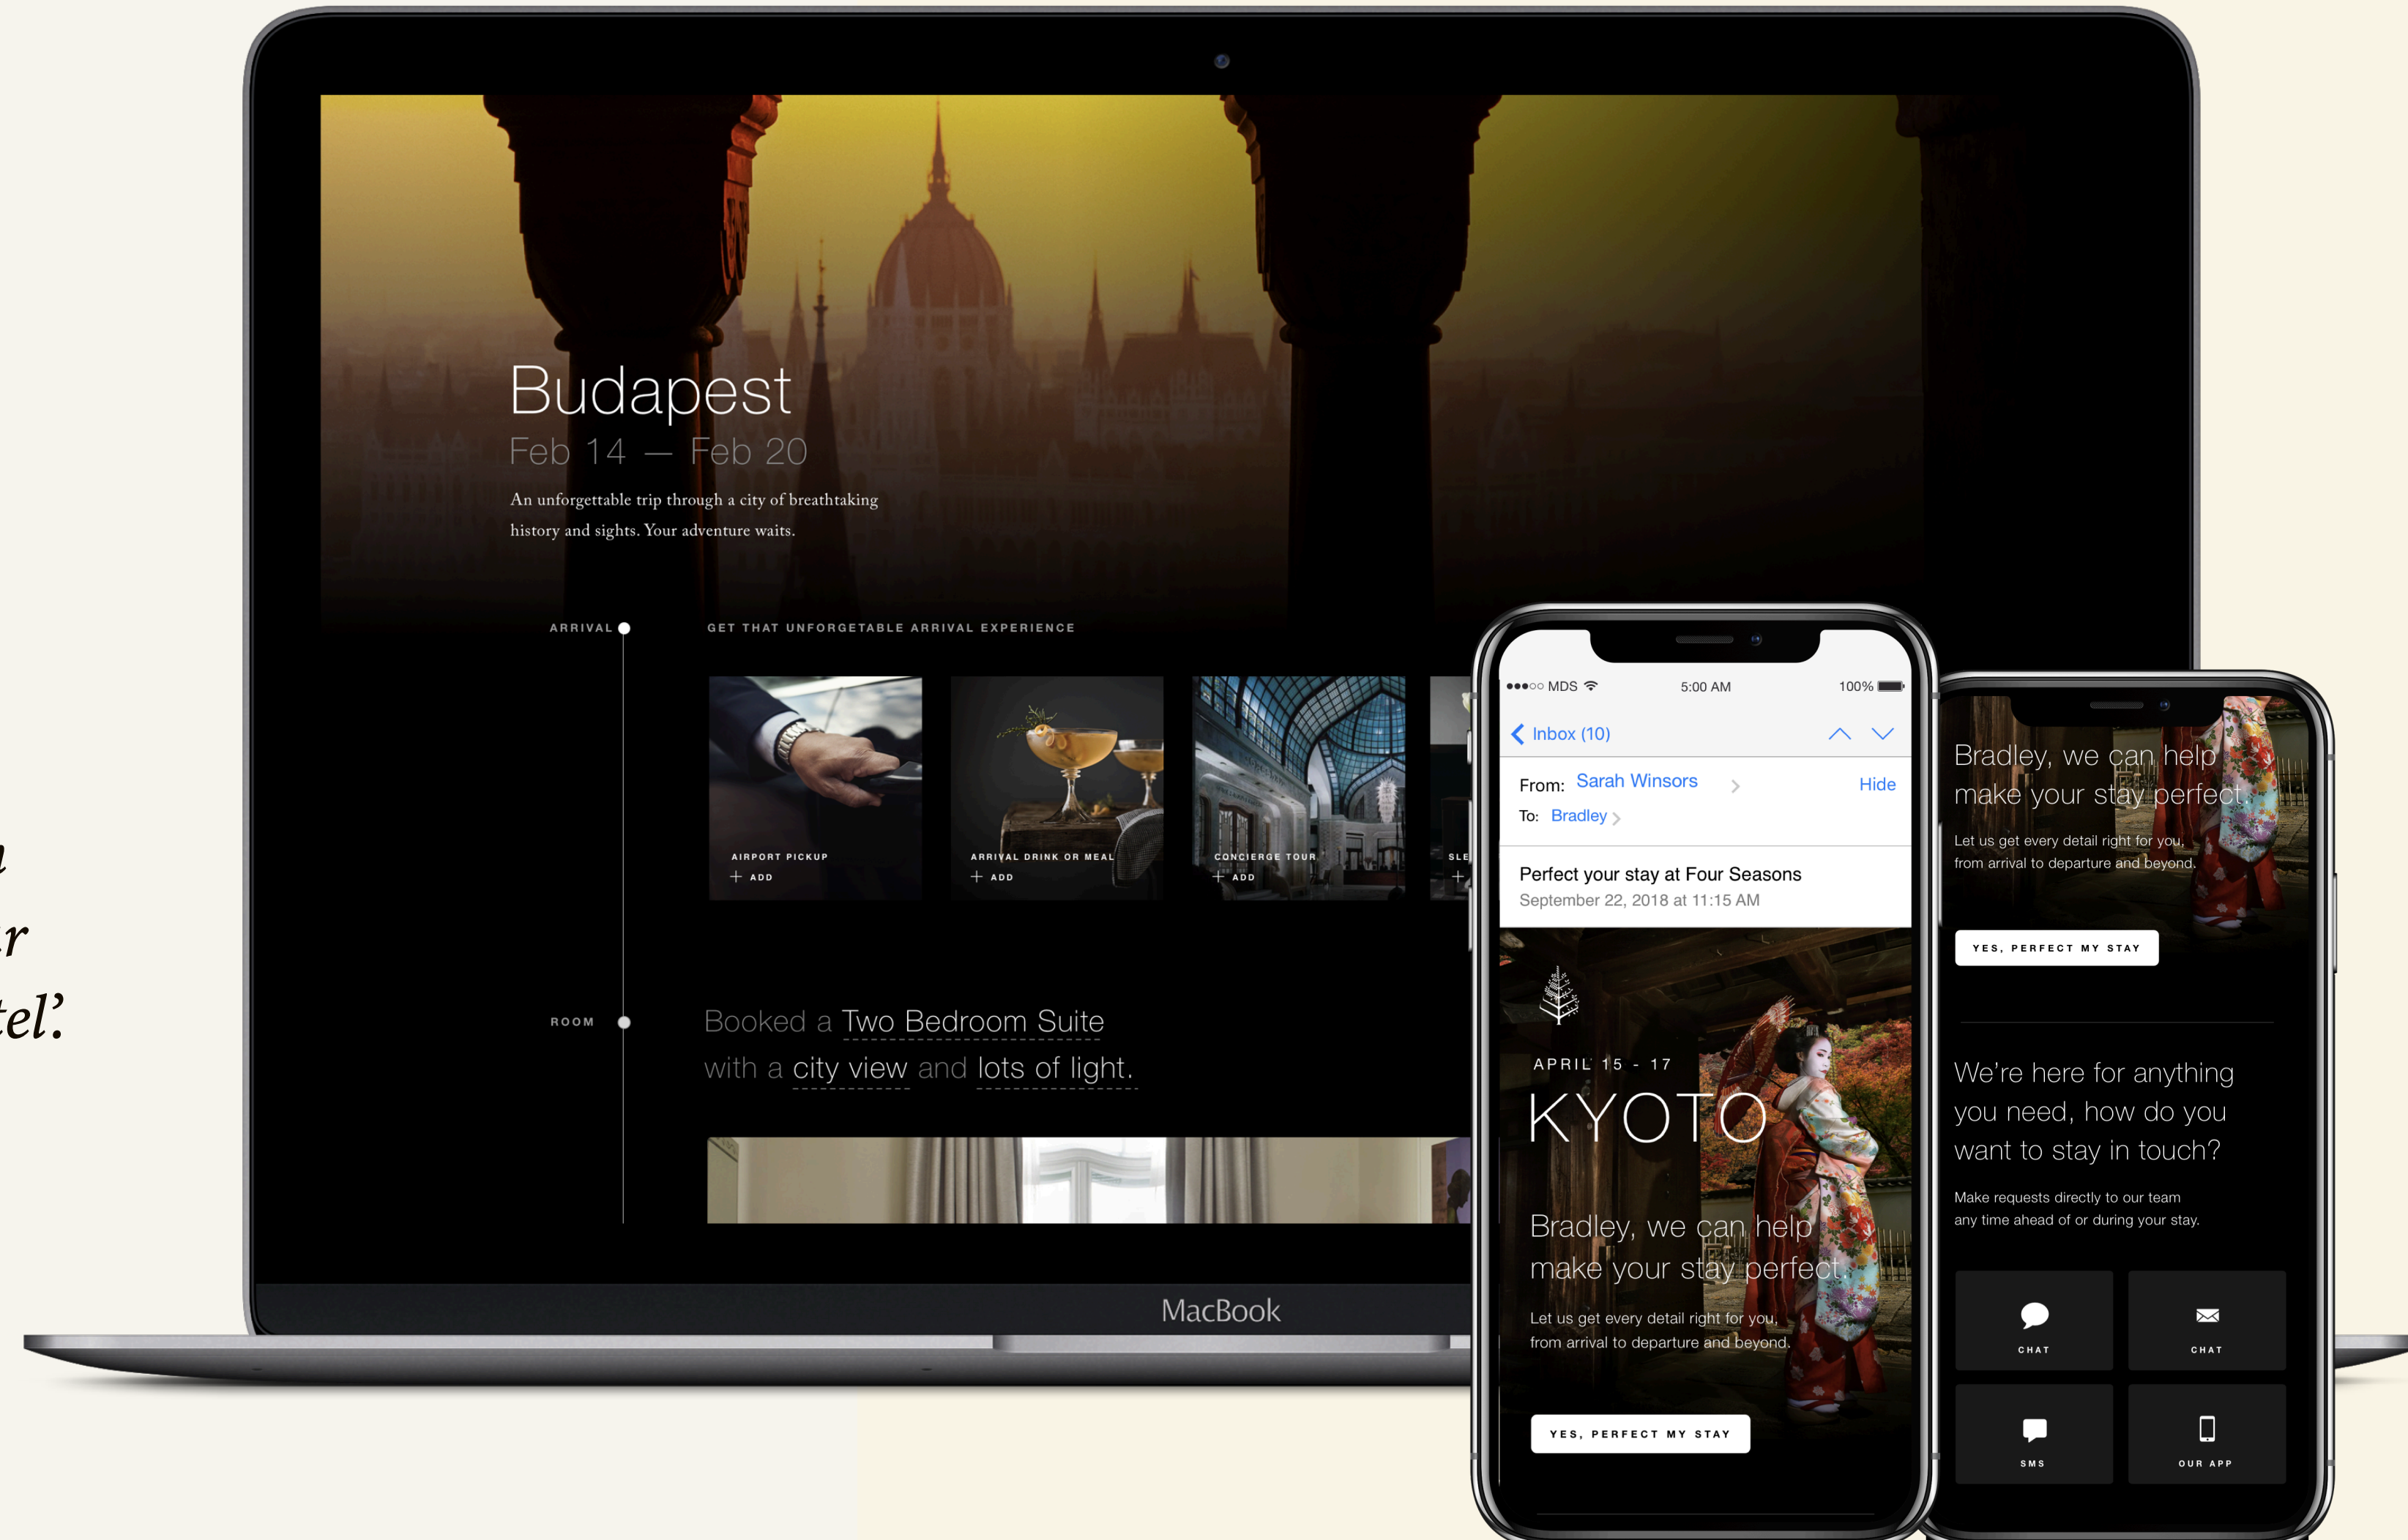 tel'.
Budapest
Feb 14 — Feb 20
An unforgettable trip through a city of breathtaking
history and sights. Your adventure waits.
ARRIVAL
GET THAT UNFORGETABLE ARRIVAL EXPERIENCE
AIRPORT PICKUP
+ ADD
ARRIVAL DRINK OR MEAL
+ ADD
CONCIERGE TOUR
+ ADD
SLE
+
ROOM
Booked a Two Bedroom Suite
with a city view and lots of light.
MacBook
MDS 5:00 AM 100%
Inbox (10)
From: Sarah Winsors
Hide
To: Bradley
Perfect your stay at Four Seasons
September 22, 2018 at 11:15 AM
APRIL 15 - 17
KYOTO
Bradley, we can help
make your stay perfect.
Let us get every detail right for you,
from arrival to departure and beyond.
YES, PERFECT MY STAY
Bradley, we can help
make your stay perfect.
Let us get every detail right for you,
from arrival to departure and beyond.
YES, PERFECT MY STAY
We're here for anything
you need, how do you
want to stay in touch?
Make requests directly to our team
any time ahead of or during your stay.
CHAT
CHAT
SMS
OUR APP